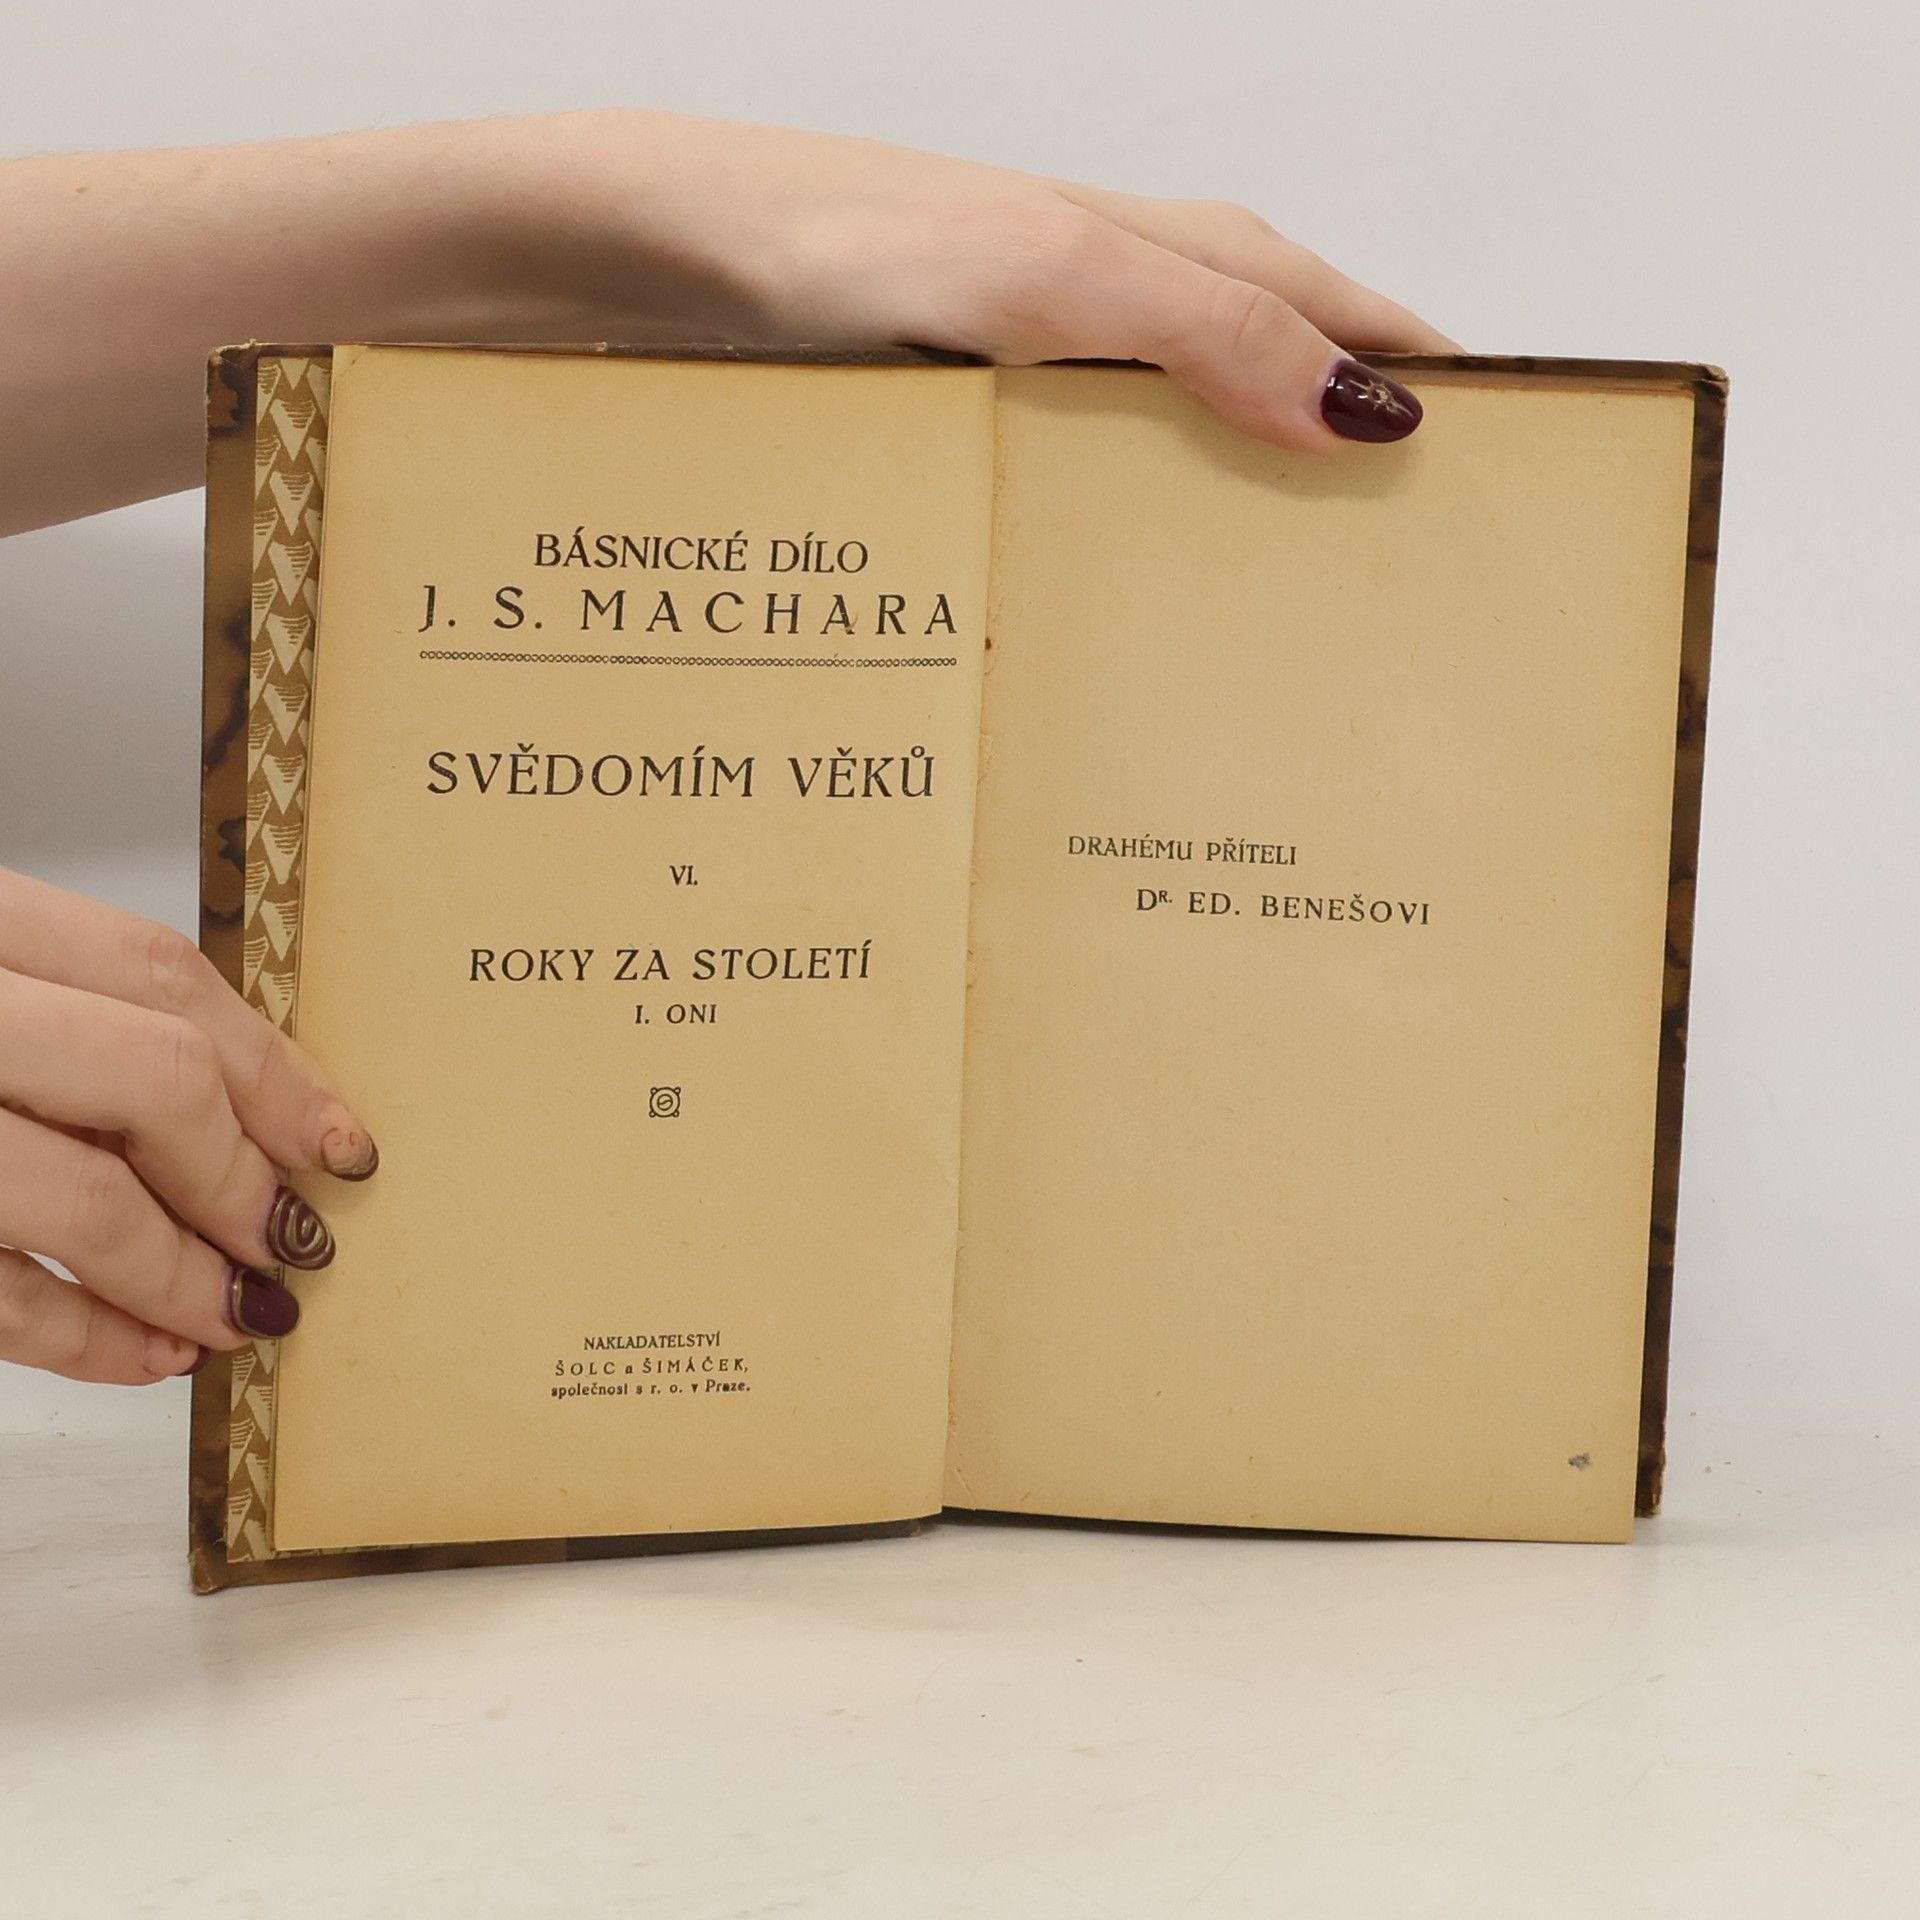 BÁSNICKÉ DÍLO
J. S. MACHARA
SVĚDOMÍM VĚKŮ
VI.
ROKY ZA STOLETÍ
I. ONI
NAKLADATELSTVÍ
ŠOLC a ŠIMÁČEK,
společnost s r. o. v Praze.
DRAHÉMU PŘÍTELI
DR. ED. BENEŠOVI